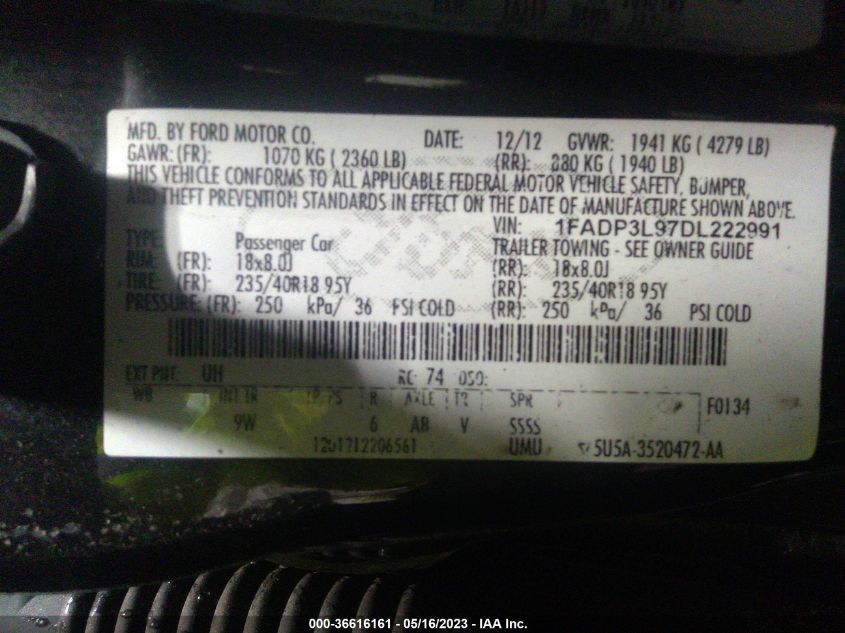 MFD. BY FORD MOTOR CO. DATE: 12/12 GVWR: 1941 KG ( 4279 LB)
GAWR: (FR): 1070 KG ( 2360 LB) (RR): 880 KG ( 1940 LB)
THIS VEHICLE CONFORMS TO ALL APPLICABLE FEDERAL MOTOR VEHICLE SAFETY, BUMPER,
AND THEFT PREVENTION STANDARDS IN EFFECT ON THE DATE OF MANUFACTURE SHOWN ABOVE.
VIN: 1FADP3L97DL222991
TYPE: Passenger Car TRAILER TOWING - SEE OWNER GUIDE
RIM: (FR): 18x8.0J (RR): 18x8.0J
TIRE: (FR): 235/40R18 95Y (RR): 235/40R18 95Y
PRESSURE: (FR): 250 kPa/ 36 PSI COLD (RR): 250 kPa/ 36 PSI COLD
EXT PNT: UH RC: 74 DSO:
WB INT TR TP/PS R AXLE TR SPR F0134
9W 6 AB V SSSS
UMU 5U5A-3520472-AA
000-36616161 - 05/16/2023 - IAA Inc.